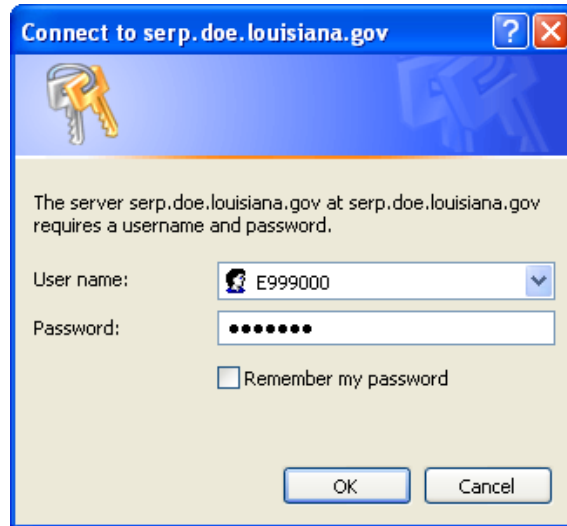 Connect to serp.doe.louisiana.gov
The server serp.doe.louisiana.gov at serp.doe.louisiana.gov
requires a username and password.
User name:
E999000
Password:
•••••••
Remember my password
OK
Cancel